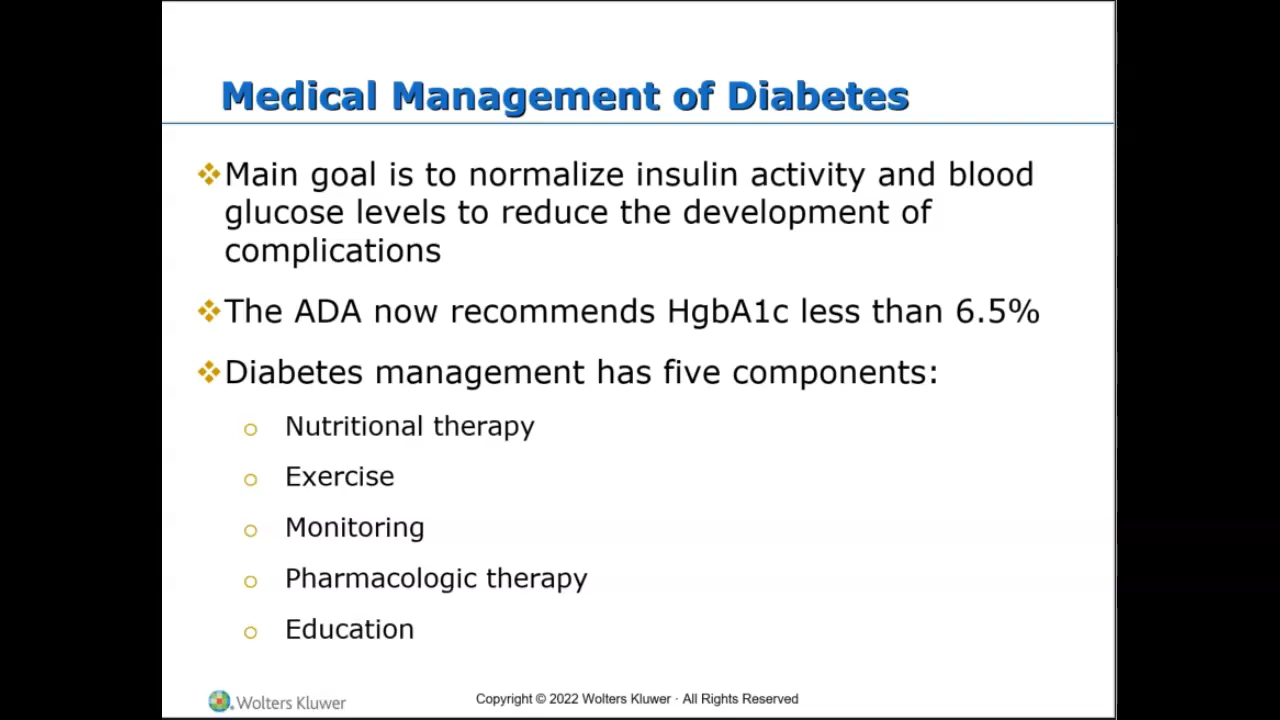 Medical Management of Diabetes
Main goal is to normalize insulin activity and blood
glucose levels to reduce the development of
complications
The ADA now recommends HgbA1c less than 6.5%
Diabetes management has five components:
Nutritional therapy
Exercise
Monitoring
Pharmacologic therapy
Education
Wolters Kluwer
Copyright © 2022 Wolters Kluwer · All Rights Reserved